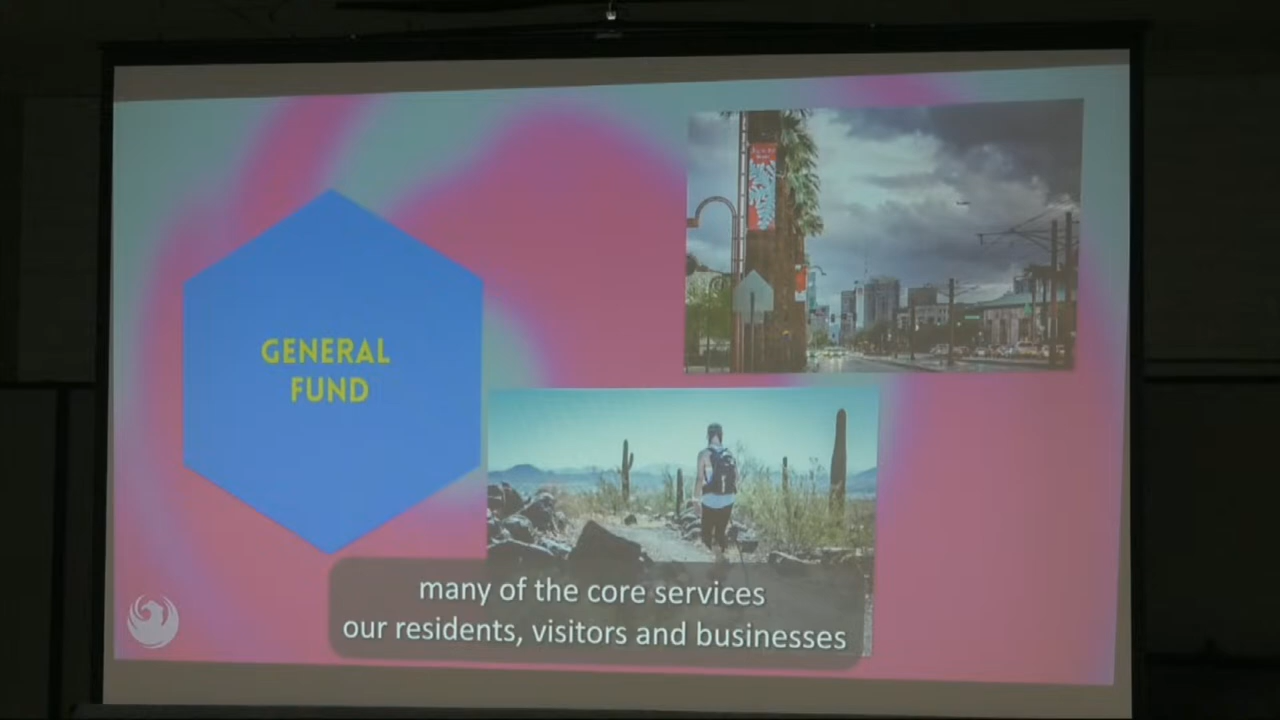 GENERAL
FUND
many of the core services
our residents, visitors and businesses